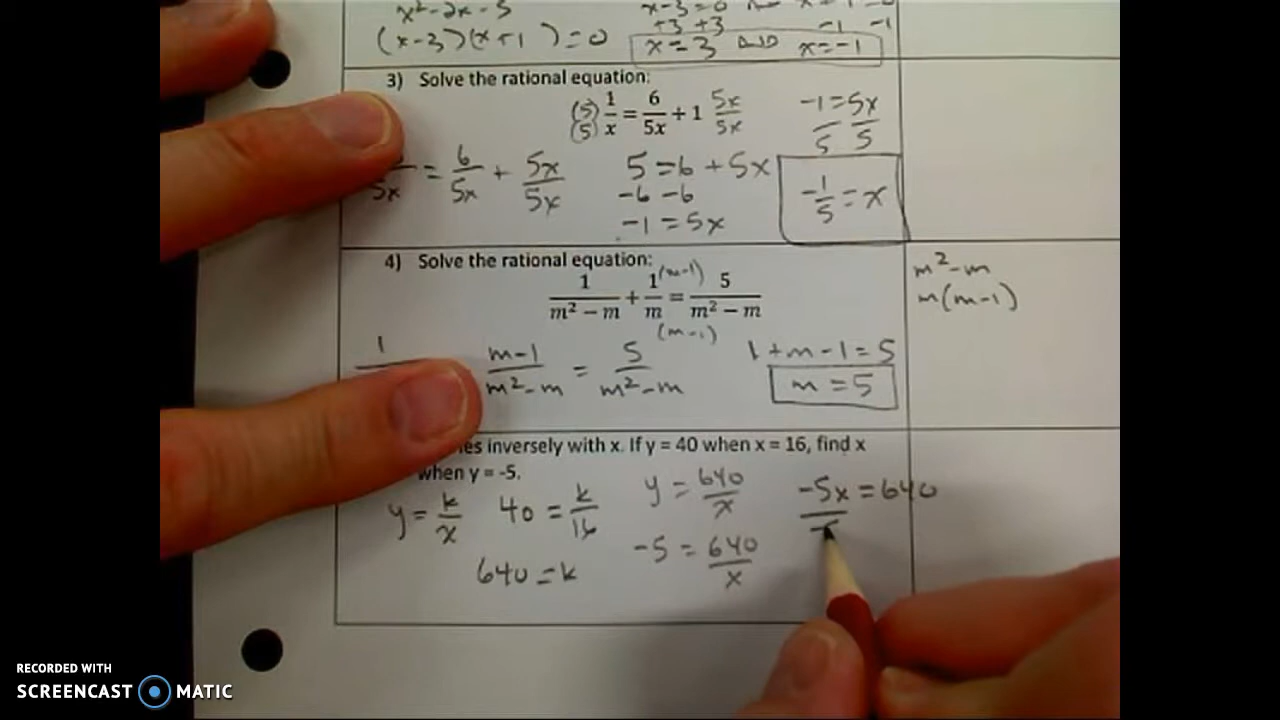 x² - 2x - 3
(x-3)(x+1) = 0
+3 +3
-1 -1
x = 3 AND x = -1
3) Solve the rational equation:
(5) 1/x = 6/5x + 1 5x/5x
(5)
-1 = 5x
5 5
= 6/5x + 5x/5x
5x
5 = 6 + 5x
-6 -6
-1 = 5x
-1/5 = x
4) Solve the rational equation:
1/(m² − m) + 1/m = 5/(m² − m)
(m-1)
(m-1)
m² - m
m(m-1)
1
(m-1)/(m²-m) = 5/(m²-m)
1 + m - 1 = 5
m = 5
inversely with x. If y = 40 when x = 16, find x
when y = -5.
y = k/x
40 = k/16
640 = k
y = 640/x
-5 = 640/x
-5x = 640
RECORDED WITH
SCREENCAST MATIC